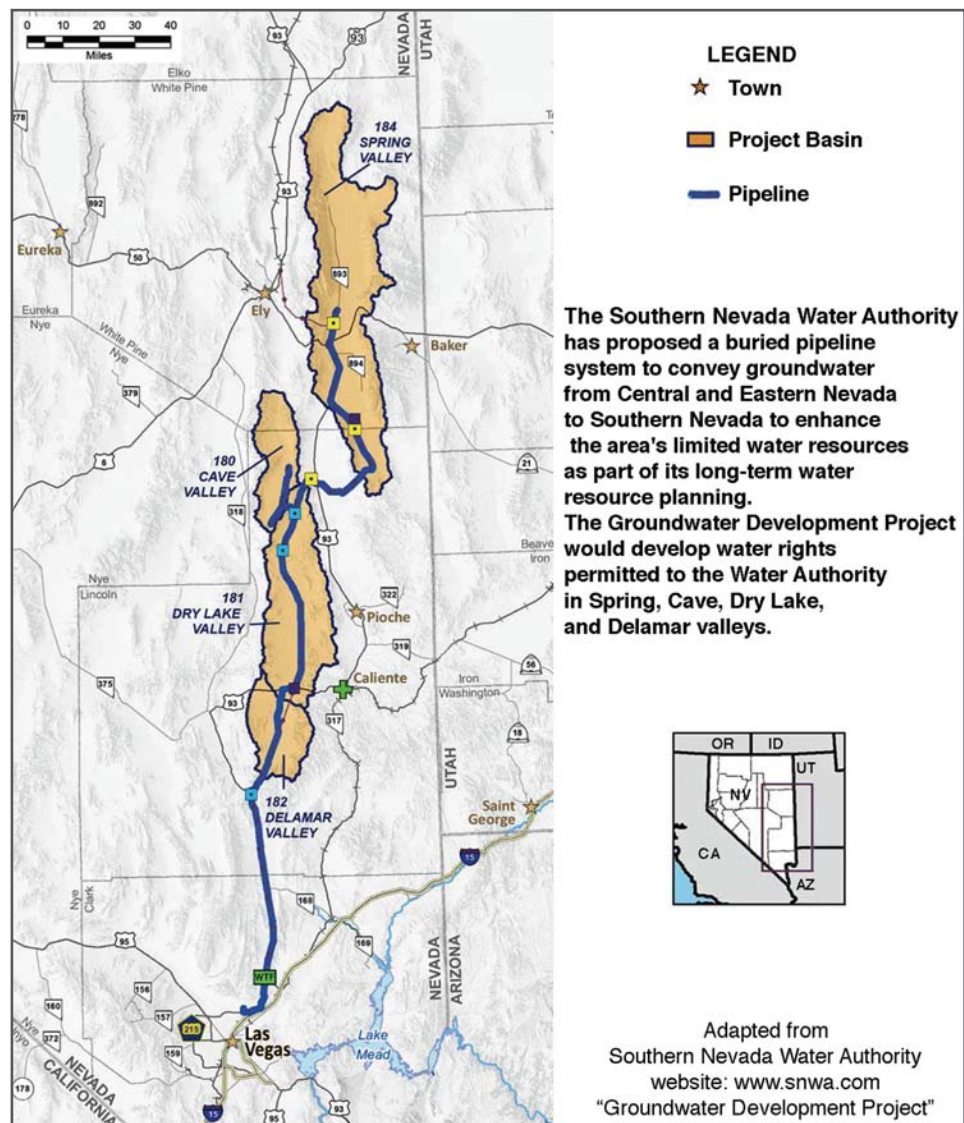 0 10 20 30 40
Miles
93
93
NEVADA
UTAH
Elko
White Pine
278
184
SPRING
VALLEY
93
892
Eureka
50
893
Ely
Eureka
Nye
Baker
White Pine
Nye
894
379
6
180
CAVE
VALLEY
21
318
93
Beaver
Iron
Nye
Lincoln
181
DRY LAKE
VALLEY
322
Pioche
319
56
Caliente
Iron
Washington
375
93
317
18
UTAH
182
DELAMAR
VALLEY
Saint
George
15
Nye
Clark
168
95
169
NEVADA
ARIZONA
WTF
156
160
157
215
Las
Vegas
Lake
Mead
Nye
Inyo
372
159
NEVADA
CALIFORNIA
178
15
95
93
LEGEND
Town
Project Basin
Pipeline
The Southern Nevada Water Authority
has proposed a buried pipeline
system to convey groundwater
from Central and Eastern Nevada
to Southern Nevada to enhance
the area's limited water resources
as part of its long-term water
resource planning.
The Groundwater Development Project
would develop water rights
permitted to the Water Authority
in Spring, Cave, Dry Lake,
and Delamar valleys.
OR ID
UT
NV
CA
AZ
Adapted from
Southern Nevada Water Authority
website: www.snwa.com
“Groundwater Development Project”